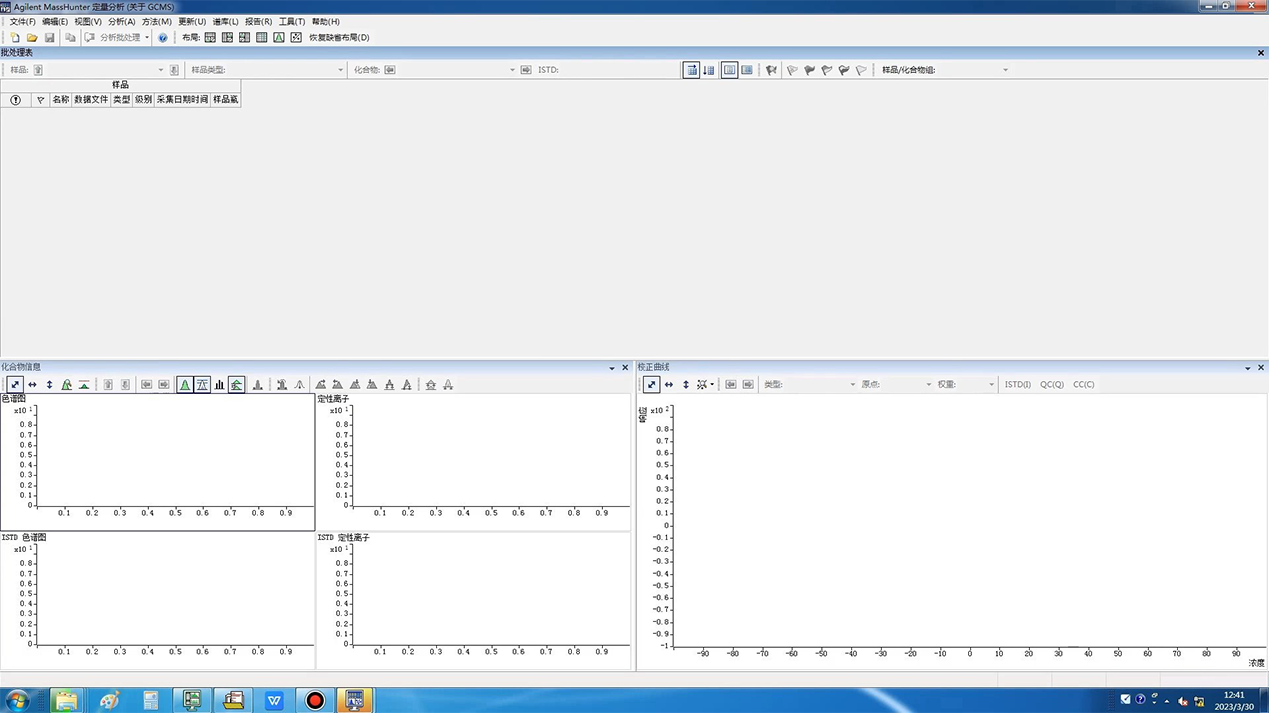 Agilent MassHunter 定量分析 (关于 GCMS)
文件(F) 编辑(E) 视图(V) 分析(A) 方法(M) 更新(U) 谱库(L) 报告(R) 工具(T) 帮助(H)
分析批处理 布局: 恢复缺省布局(D)
批处理表
样品: 样品类型: 化合物: ISTD: 样品/化合物组:
样品
名称 数据文件 类型 级别 采集日期时间 样品瓶
化合物信息
色谱图
x10 1
0.8
0.7
0.6
0.5
0.4
0.3
0.2
0.1
0
0.1 0.2 0.3 0.4 0.5 0.6 0.7 0.8 0.9
定性离子
x10 1
0.8
0.7
0.6
0.5
0.4
0.3
0.2
0.1
0
0.1 0.2 0.3 0.4 0.5 0.6 0.7 0.8 0.9
ISTD 色谱图
x10 1
0.8
0.7
0.6
0.5
0.4
0.3
0.2
0.1
0
0.1 0.2 0.3 0.4 0.5 0.6 0.7 0.8 0.9
ISTD 定性离子
x10 1
0.8
0.7
0.6
0.5
0.4
0.3
0.2
0.1
0
0.1 0.2 0.3 0.4 0.5 0.6 0.7 0.8 0.9
校正曲线
类型: 原点: 权重: ISTD(I) QC(Q) CC(C)
响应
x10 2
0.8
0.7
0.6
0.5
0.4
0.3
0.2
0.1
0
-0.1
-0.2
-0.3
-0.4
-0.5
-0.6
-0.7
-0.8
-0.9
-1
-90 -80 -70 -60 -50 -40 -30 -20 -10 0 10 20 30 40 50 60 70 80 90
浓度
12:41
2023/3/30